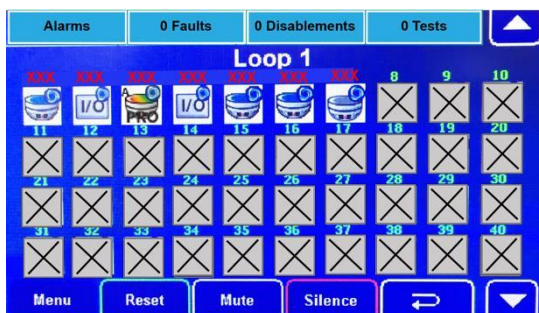 Alarms 0 Faults 0 Disablements 0 Tests
Loop 1
XXX XXX XXX XXX XXX XXX XXX 8 9 10
I/O A PRO I/O
11 12 13 14 15 16 17 18 19 20
21 22 23 24 25 26 27 28 29 30
31 32 33 34 35 36 37 38 39 40
Menu Reset Mute Silence